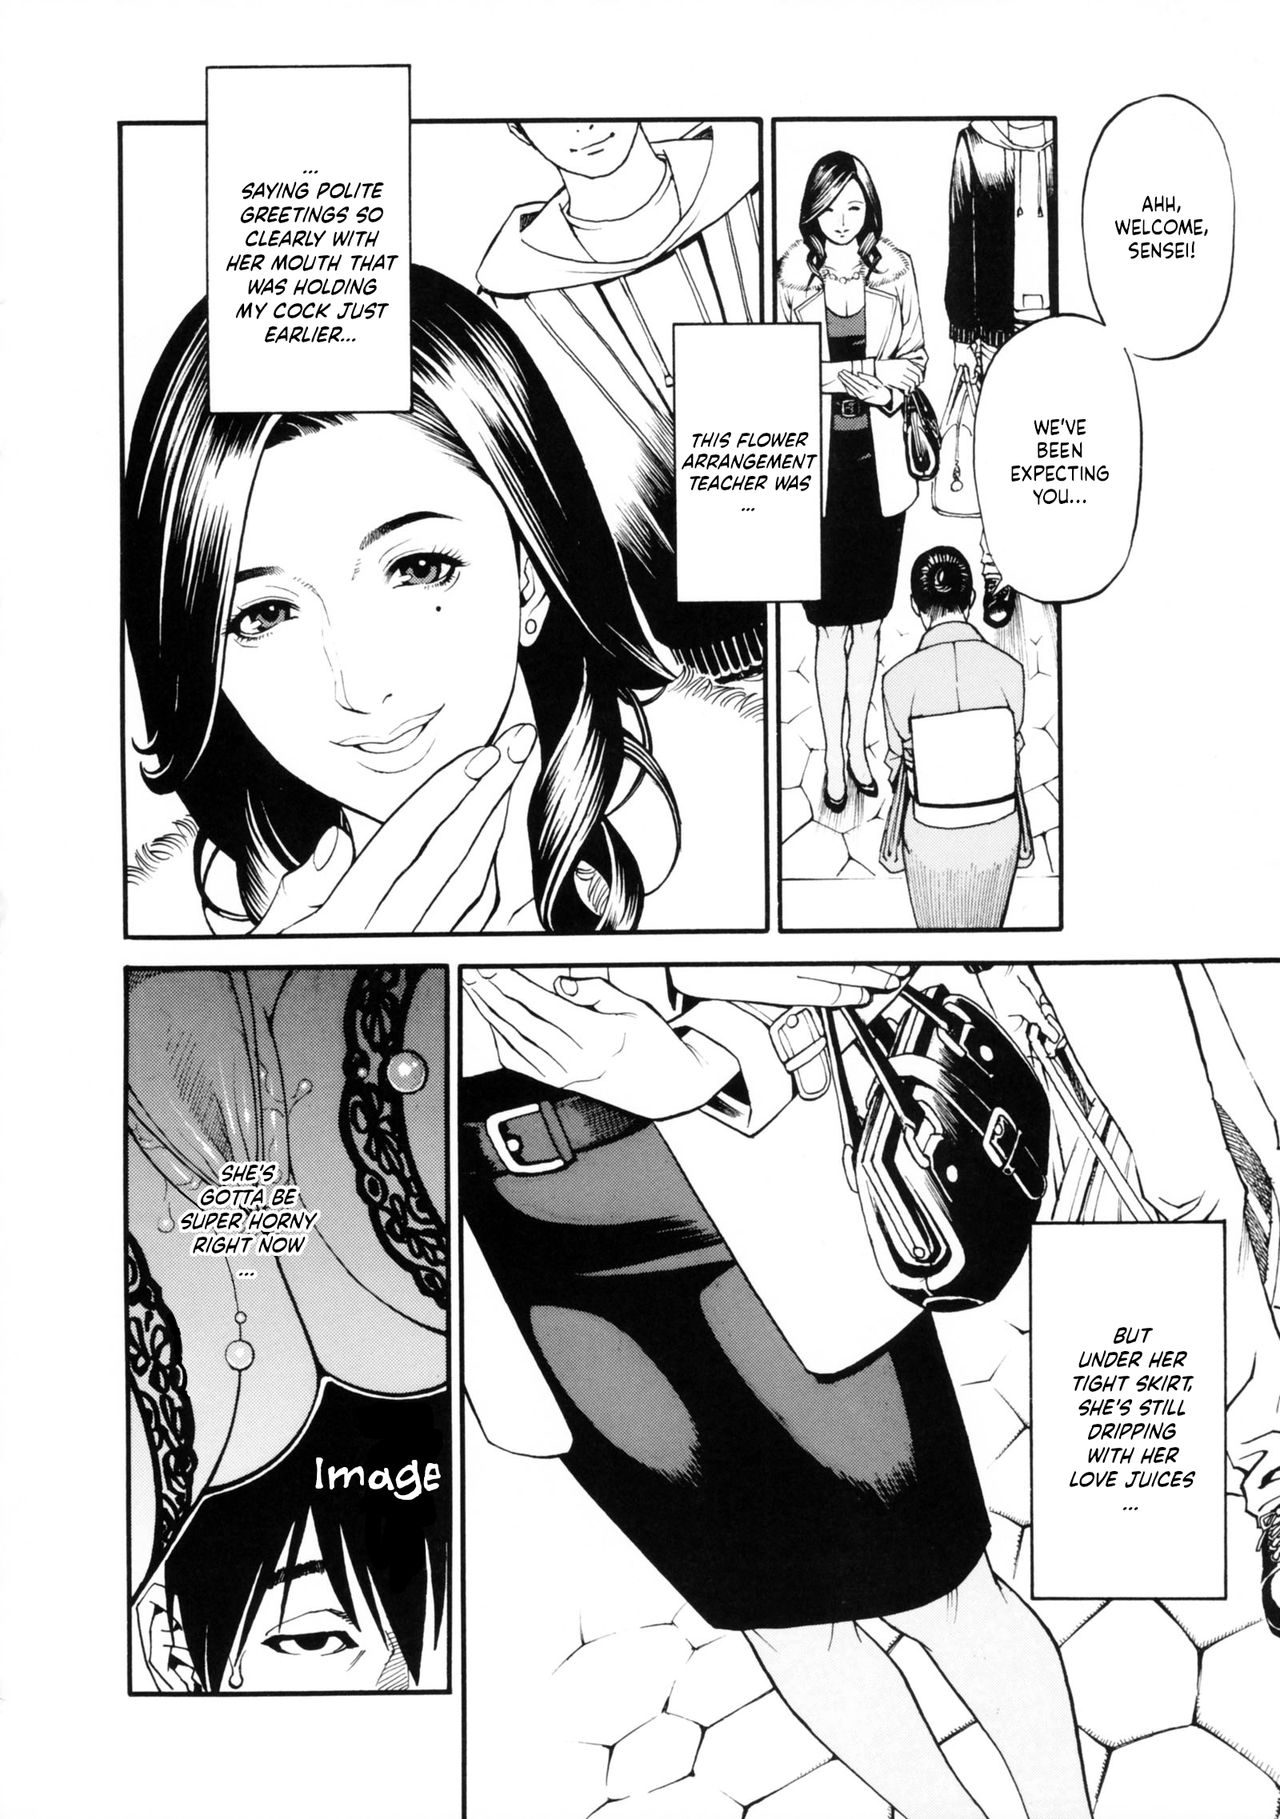 AHH,
WELCOME,
SENSEI!
WE'VE
BEEN
EXPECTING
YOU...
THIS FLOWER
ARRANGEMENT
TEACHER WAS
...
...
SAYING POLITE
GREETINGS SO
CLEARLY WITH
HER MOUTH THAT
WAS HOLDING
MY COCK JUST
EARLIER...
BUT
UNDER HER
TIGHT SKIRT,
SHE'S STILL
DRIPPING
WITH HER
LOVE JUICES
...
SHE'S
GOTTA BE
SUPER HORNY
RIGHT NOW
...
Image